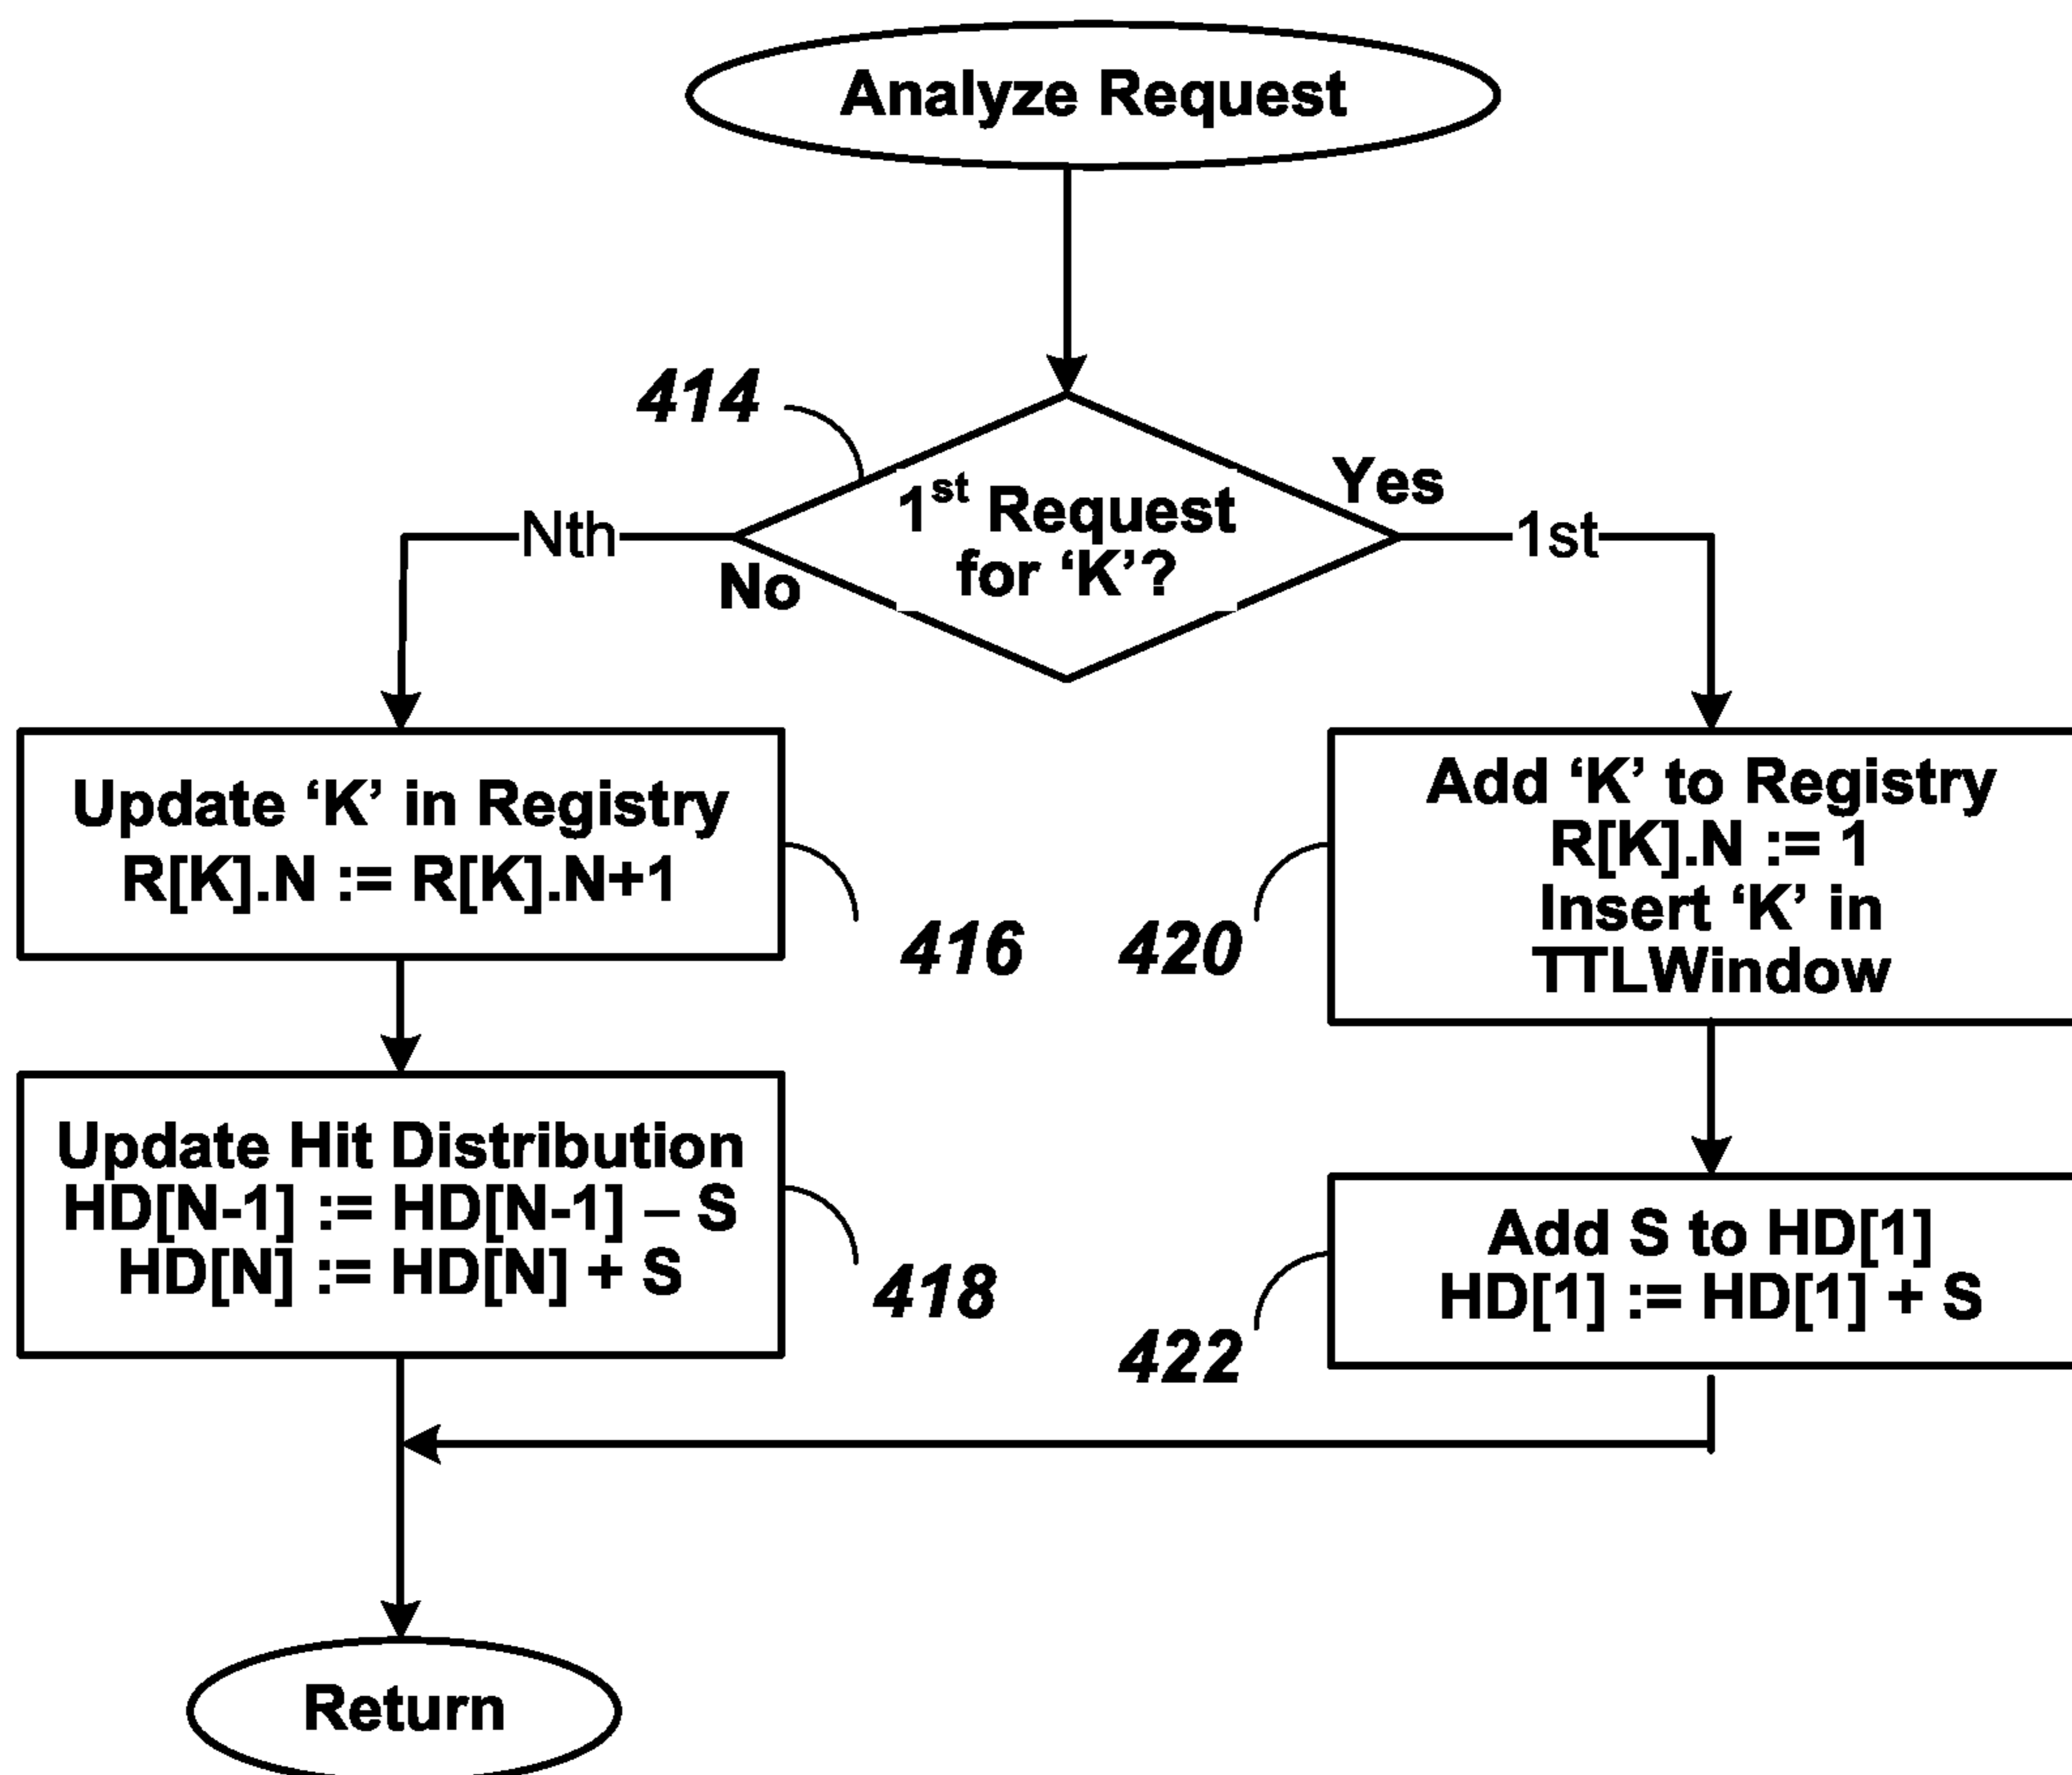 Analyze Request
414
1st Request
for ‘K’?
Yes
1st
Nth
No
Update ‘K’ in Registry
R[K].N := R[K].N+1
416
Add ‘K’ to Registry
R[K].N := 1
Insert ‘K’ in
TTLWindow
420
Update Hit Distribution
HD[N-1] := HD[N-1] – S
HD[N] := HD[N] + S
418
Add S to HD[1]
HD[1] := HD[1] + S
422
Return